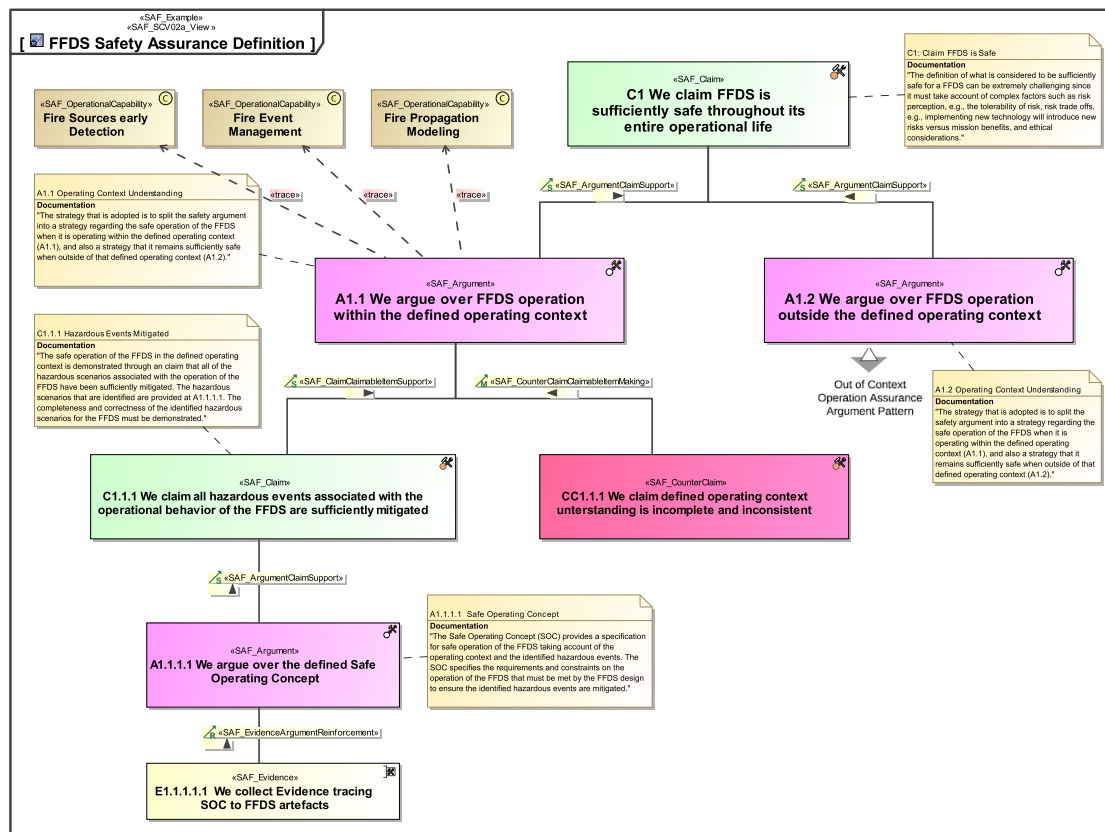 «SAF_Example»
«SAF_SCV02a_View »
[ FFDS Safety Assurance Definition ]
C1: Claim FFDS is Safe
Documentation
"The definition of what is considered to be sufficiently
safe for a FFDS can be extremely challenging since
it must take account of complex factors such as risk
perception, e.g., the tolerability of risk, risk trade offs,
e.g., implementing new technology will introduce new
risks versus mission benefits, and ethical
considerations."
«SAF_Claim»
C1 We claim FFDS is
sufficiently safe throughout its
entire operational life
«SAF_OperationalCapability»
Fire Sources early
Detection
C
«SAF_OperationalCapability»
Fire Event
Management
C
«SAF_OperationalCapability»
Fire Propagation
Modeling
C
«trace»
«trace»
«trace»
S «SAF_ArgumentClaimSupport»
S «SAF_ArgumentClaimSupport»
A1.1 Operating Context Understanding
Documentation
"The strategy that is adopted is to split the safety argument
into a strategy regarding the safe operation of the FFDS
when it is operating within the defined operating context
(A1.1), and also a strategy that it remains sufficiently safe
when outside of that defined operating context (A1.2)."
«SAF_Argument»
A1.1 We argue over FFDS operation
within the defined operating context
«SAF_Argument»
A1.2 We argue over FFDS operation
outside the defined operating context
Out of Context
Operation Assurance
Argument Pattern
A1.2 Operating Context Understanding
Documentation
"The strategy that is adopted is to split the
safety argument into a strategy regarding the
safe operation of the FFDS when it is
operating within the defined operating
context (A1.1), and also a strategy that it
remains sufficiently safe when outside of that
defined operating context (A1.2)."
C1.1.1 Hazardous Events Mitigated
Documentation
"The safe operation of the FFDS in the defined operating
context is demonstrated through an claim that all of the
hazardous scenarios associated with the operation of the
FFDS have been sufficiently mitigated. The hazardous
scenarios that are identified are provided at A1.1.1.1. The
completeness and correctness of the identified hazardous
scenarios for the FFDS must be demonstrated."
S «SAF_ClaimClaimableItemSupport»
M «SAF_CounterClaimClaimableItemMaking»
«SAF_Claim»
C1.1.1 We claim all hazardous events associated with the
operational behavior of the FFDS are sufficiently mitigated
«SAF_CounterClaim»
CC1.1.1 We claim defined operating context
unterstanding is incomplete and inconsistent
S «SAF_ArgumentClaimSupport»
«SAF_Argument»
A1.1.1.1 We argue over the defined Safe
Operating Concept
A1.1.1.1 Safe Operating Concept
Documentation
"The Safe Operating Concept (SOC) provides a specification
for safe operation of the FFDS taking account of the
operating context and the identified hazardous events. The
SOC specifies the requirements and constraints on the
operation of the FFDS that must be met by the FFDS design
to ensure the identified hazardous events are mitigated."
R «SAF_EvidenceArgumentReinforcement»
«SAF_Evidence»
E1.1.1.1.1 We collect Evidence tracing
SOC to FFDS artefacts